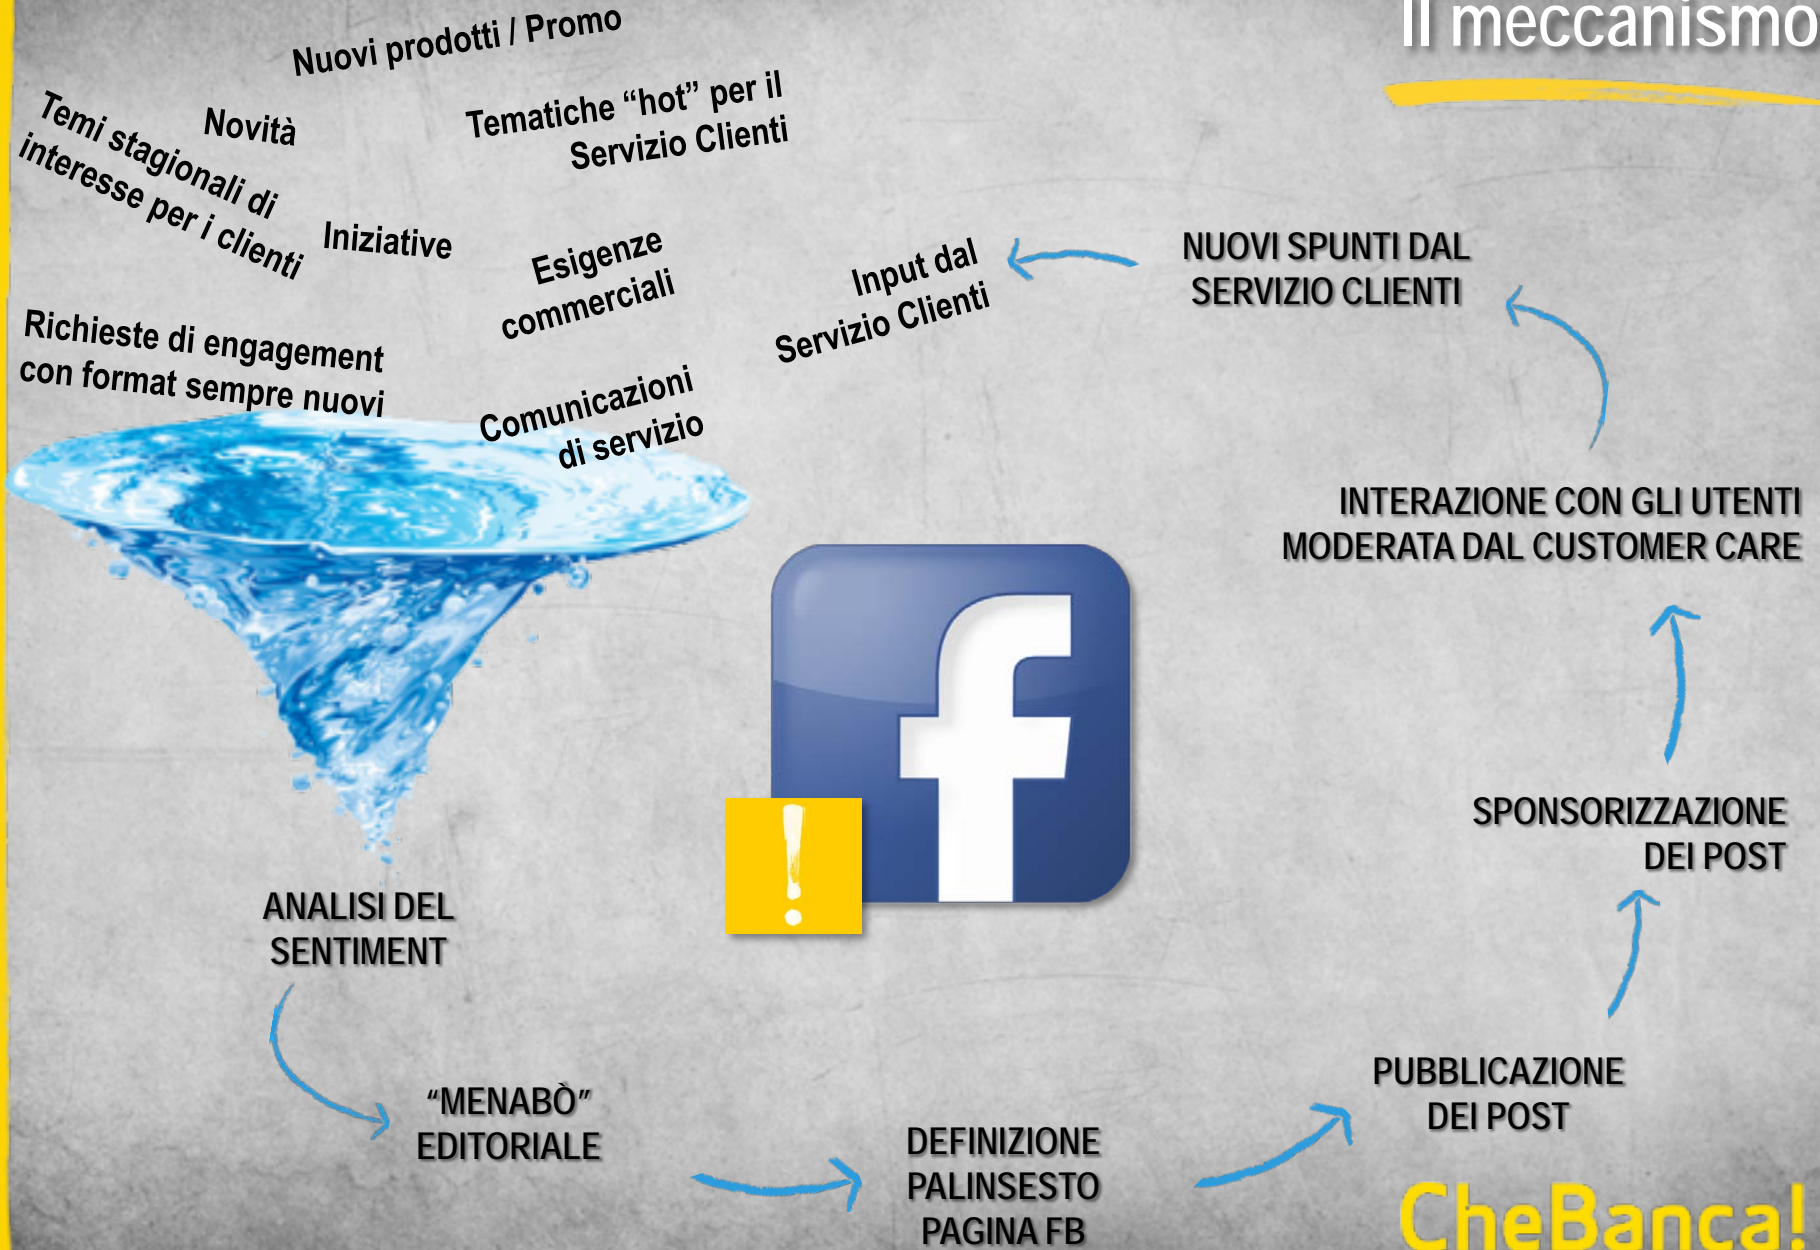 Il meccanismo
Nuovi prodotti / Promo
Temi stagionali di
interesse per i clienti
Novità
Tematiche “hot” per il
Servizio Clienti
Iniziative
Esigenze
commerciali
Input dal
Servizio Clienti
Richieste di engagement
con format sempre nuovi
Comunicazioni
di servizio
NUOVI SPUNTI DAL
SERVIZIO CLIENTI
INTERAZIONE CON GLI UTENTI
MODERATA DAL CUSTOMER CARE
f
!
SPONSORIZZAZIONE
DEI POST
ANALISI DEL
SENTIMENT
“MENABÒ”
EDITORIALE
DEFINIZIONE
PALINSESTO
PAGINA FB
PUBBLICAZIONE
DEI POST
CheBanca!